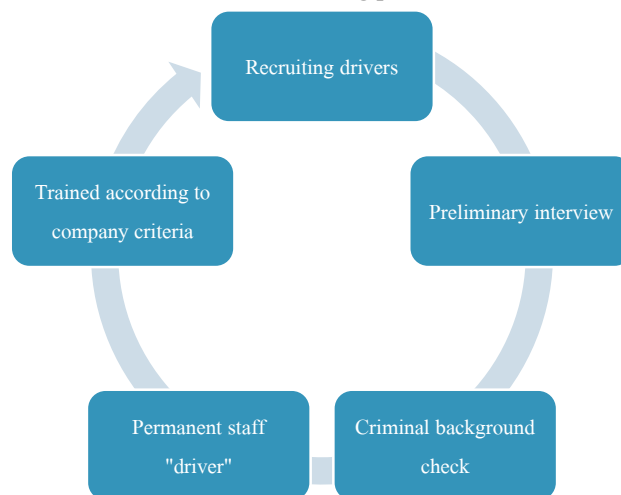 Recruiting drivers
Preliminary interview
Criminal background
check
Permanent staff
"driver"
Trained according to
company criteria